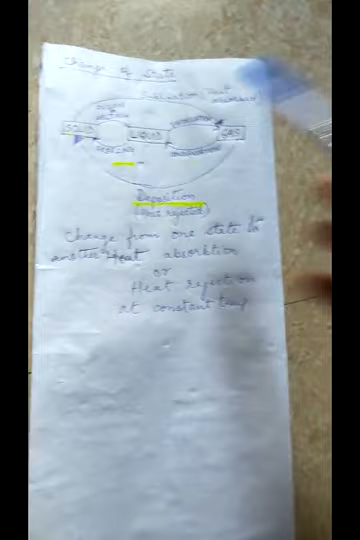 Change of State
Sublimation (Heat
absorbed)
SOLID
LIQUID
GAS
Deposition
(Heat rejected)
Change from one state to
another Heat absorbtion
or
Heat rejection
at constant temp